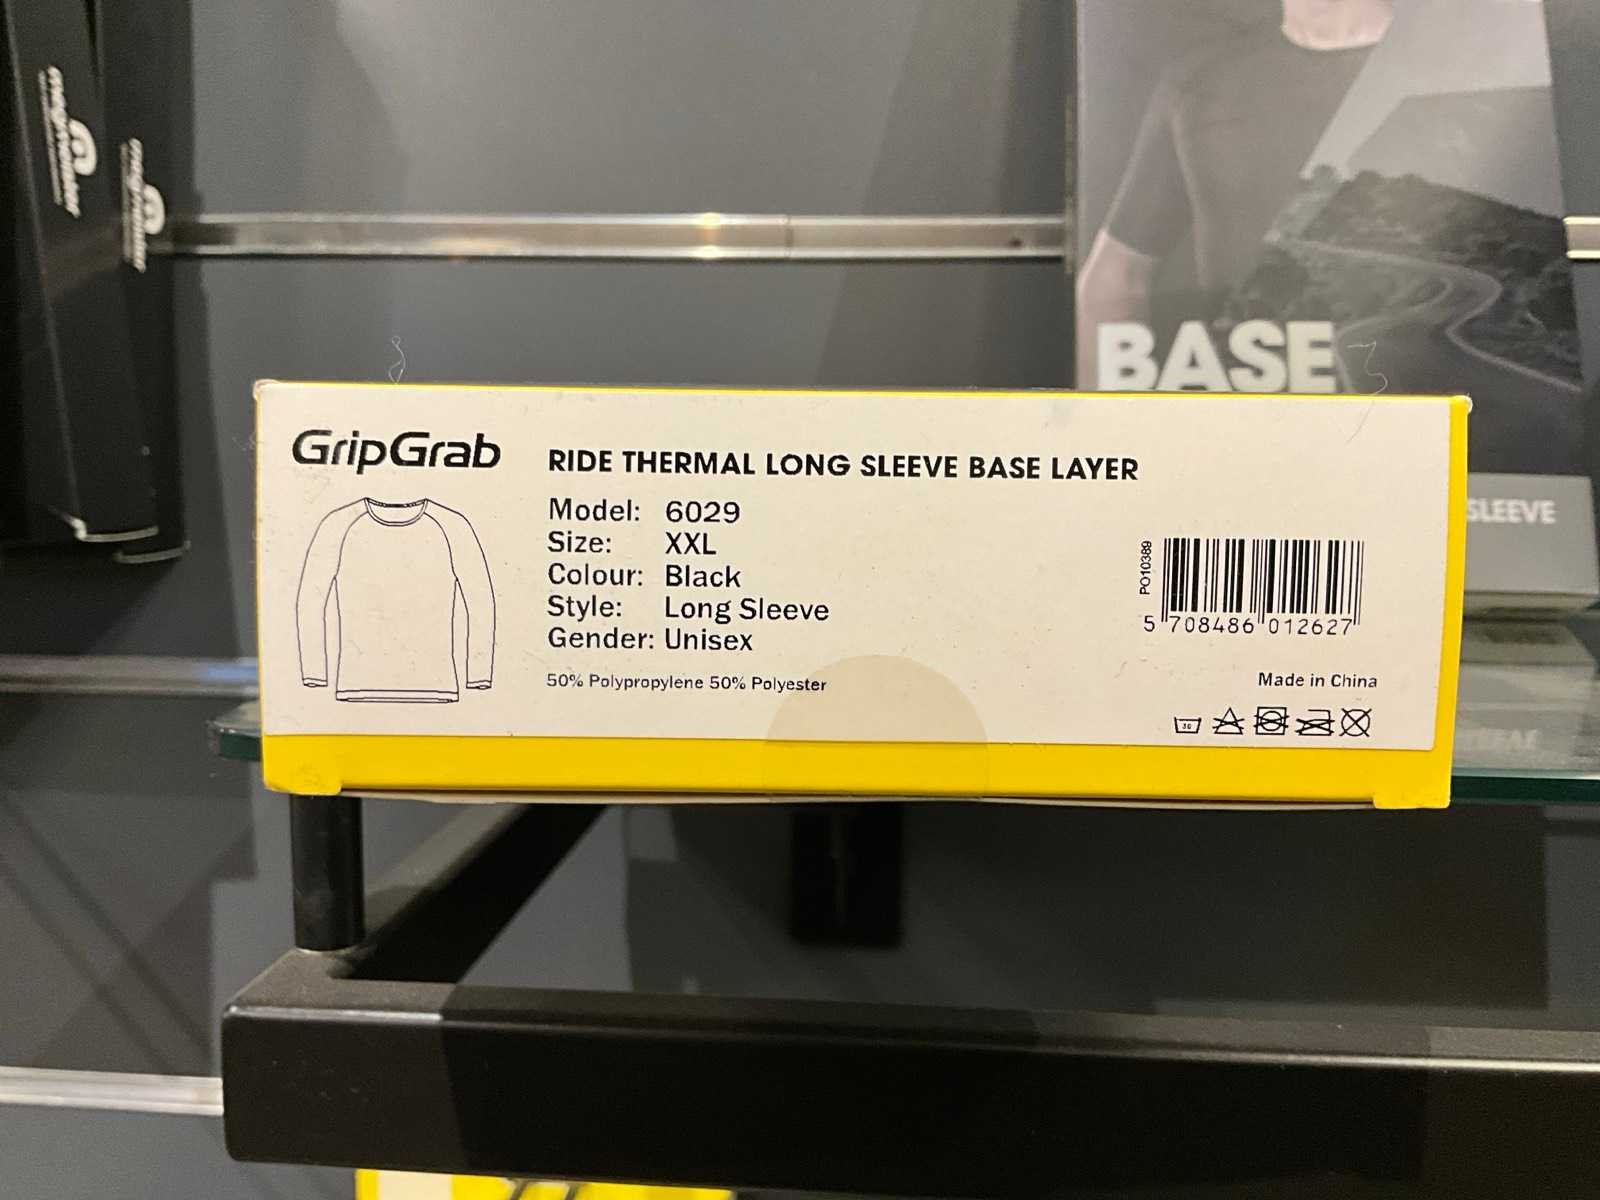 BASE
SLEEVE
GripGrab
RIDE THERMAL LONG SLEEVE BASE LAYER
Model: 6029
Size: XXL
Colour: Black
Style: Long Sleeve
Gender: Unisex
50% Polypropylene 50% Polyester
PO10389
5 708486 012627
Made in China
30